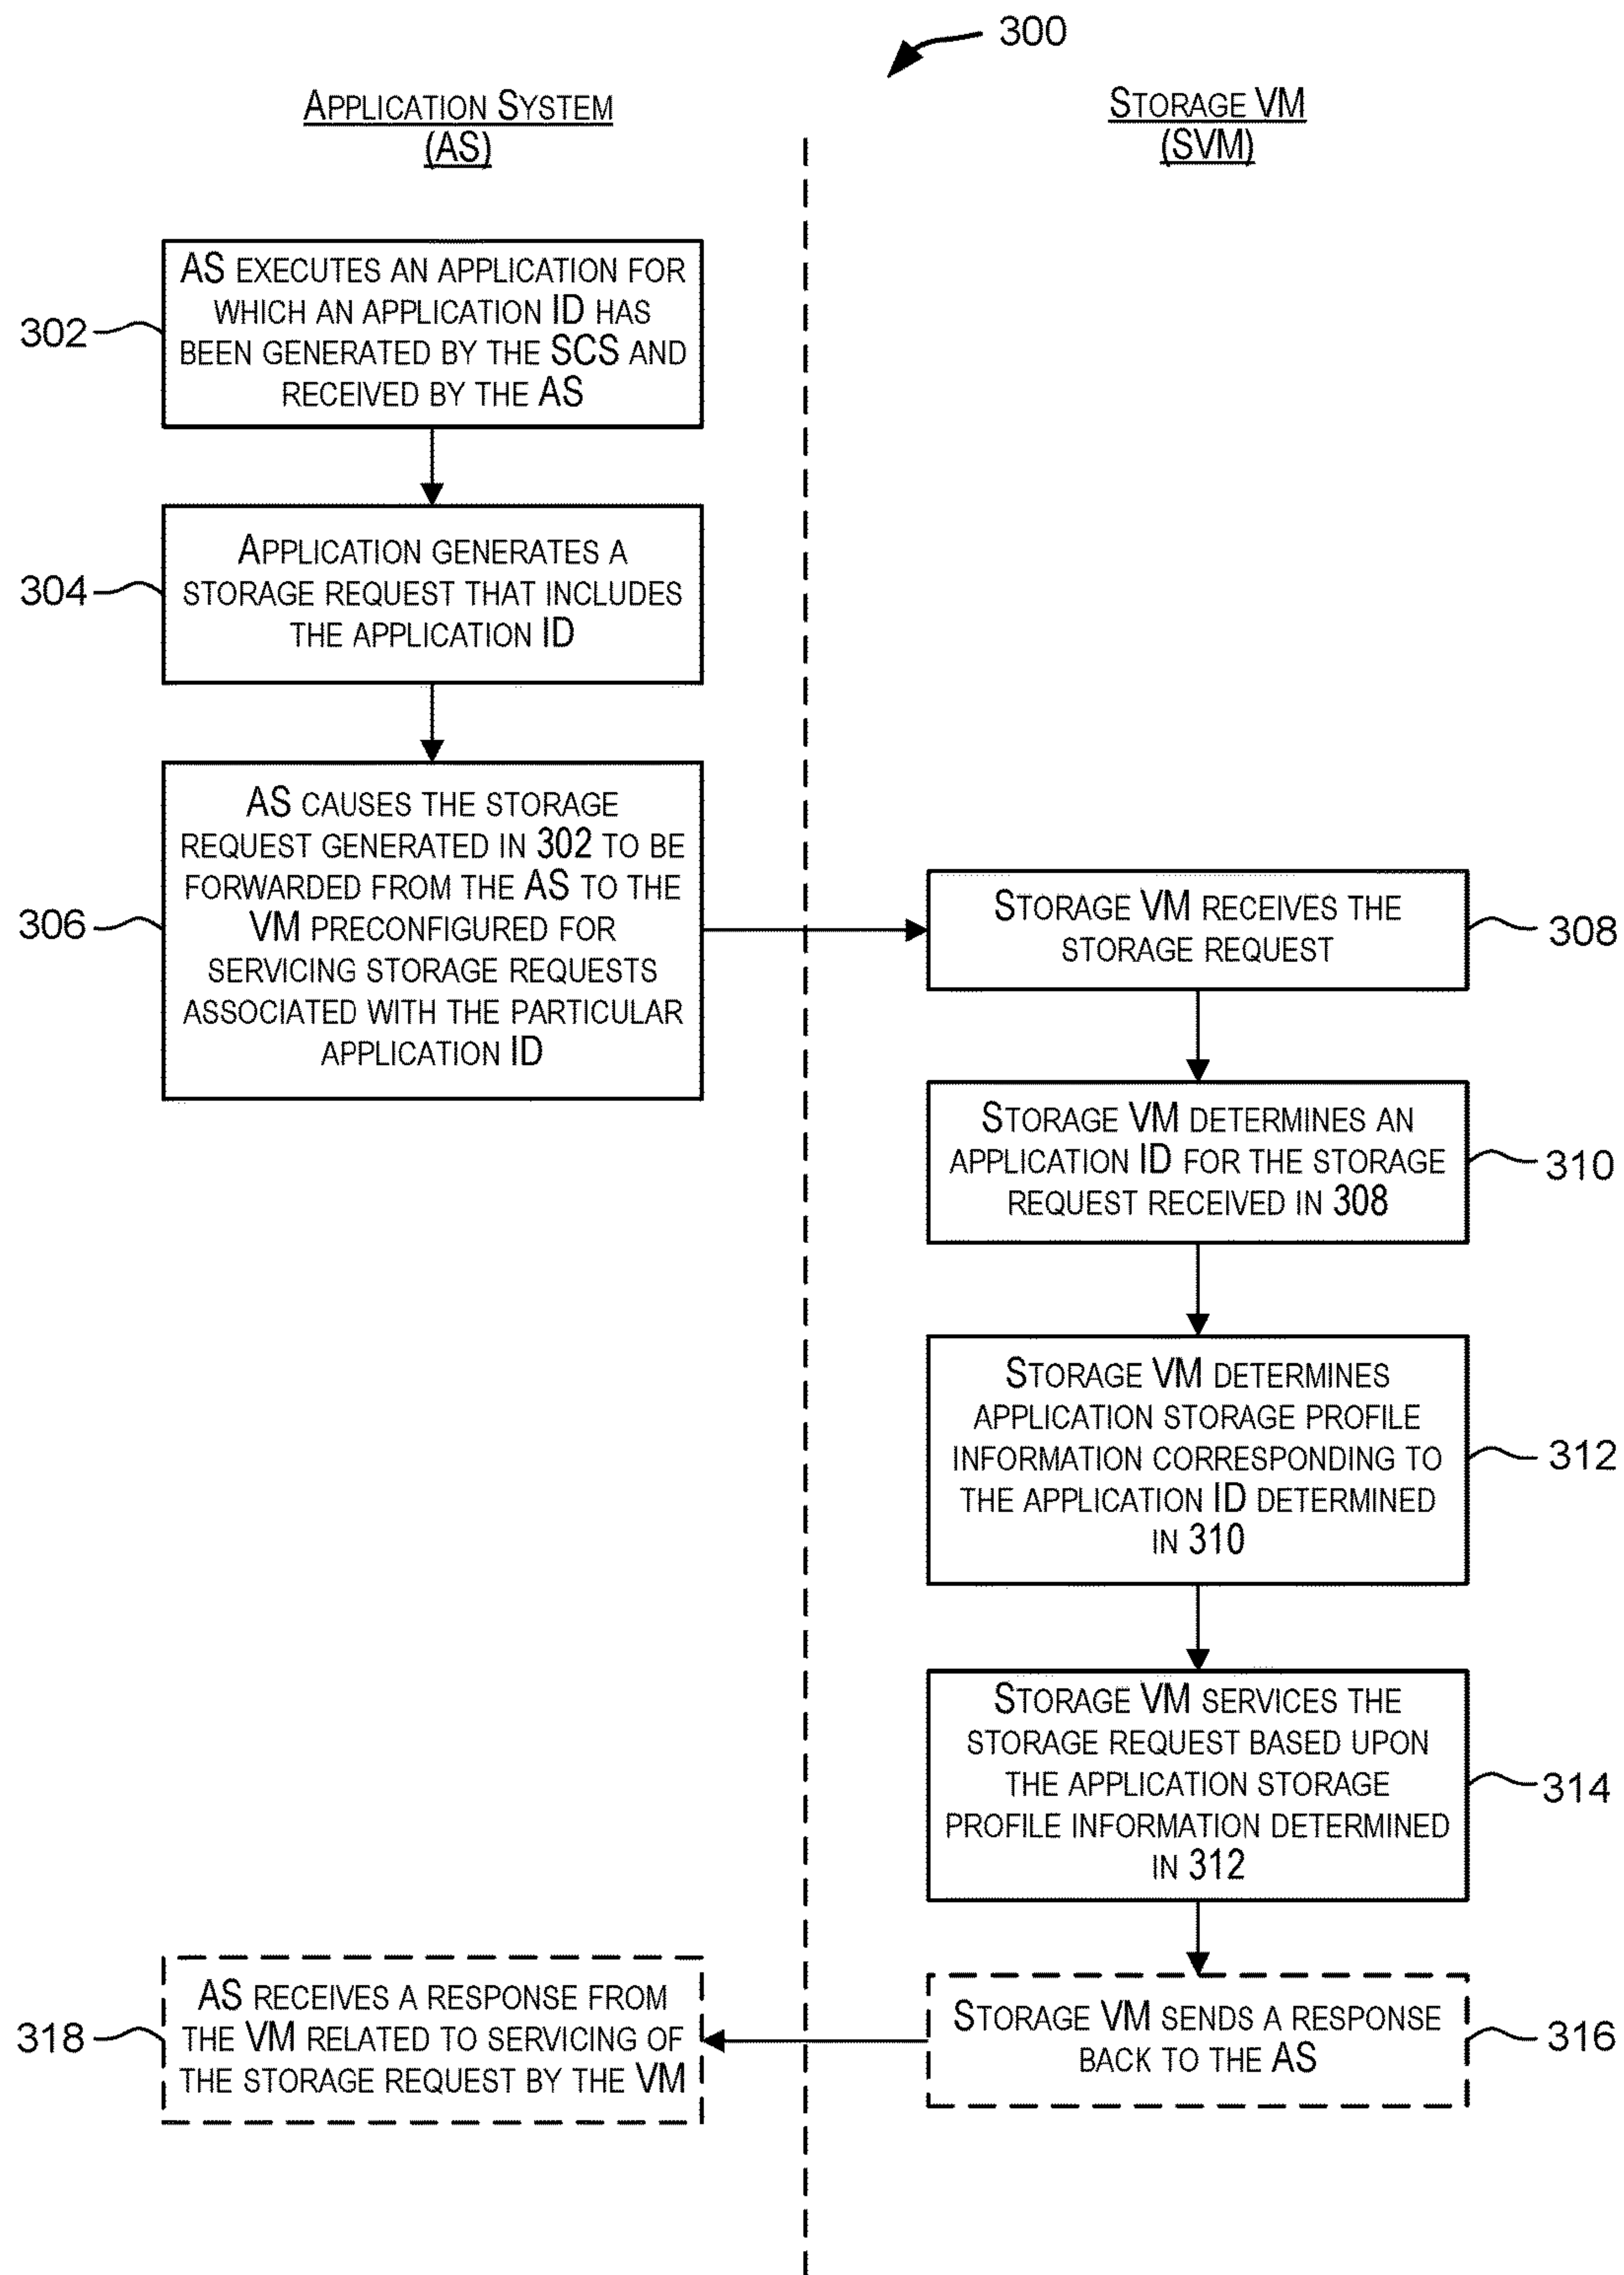 300
APPLICATION SYSTEM
(AS)
STORAGE VM
(SVM)
302
AS EXECUTES AN APPLICATION FOR
WHICH AN APPLICATION ID HAS
BEEN GENERATED BY THE SCS AND
RECEIVED BY THE AS
304
APPLICATION GENERATES A
STORAGE REQUEST THAT INCLUDES
THE APPLICATION ID
306
AS CAUSES THE STORAGE
REQUEST GENERATED IN 302 TO BE
FORWARDED FROM THE AS TO THE
VM PRECONFIGURED FOR
SERVICING STORAGE REQUESTS
ASSOCIATED WITH THE PARTICULAR
APPLICATION ID
STORAGE VM RECEIVES THE
STORAGE REQUEST
308
STORAGE VM DETERMINES AN
APPLICATION ID FOR THE STORAGE
REQUEST RECEIVED IN 308
310
STORAGE VM DETERMINES
APPLICATION STORAGE PROFILE
INFORMATION CORRESPONDING TO
THE APPLICATION ID DETERMINED
IN 310
312
STORAGE VM SERVICES THE
STORAGE REQUEST BASED UPON
THE APPLICATION STORAGE
PROFILE INFORMATION DETERMINED
IN 312
314
STORAGE VM SENDS A RESPONSE
BACK TO THE AS
316
318
AS RECEIVES A RESPONSE FROM
THE VM RELATED TO SERVICING OF
THE STORAGE REQUEST BY THE VM